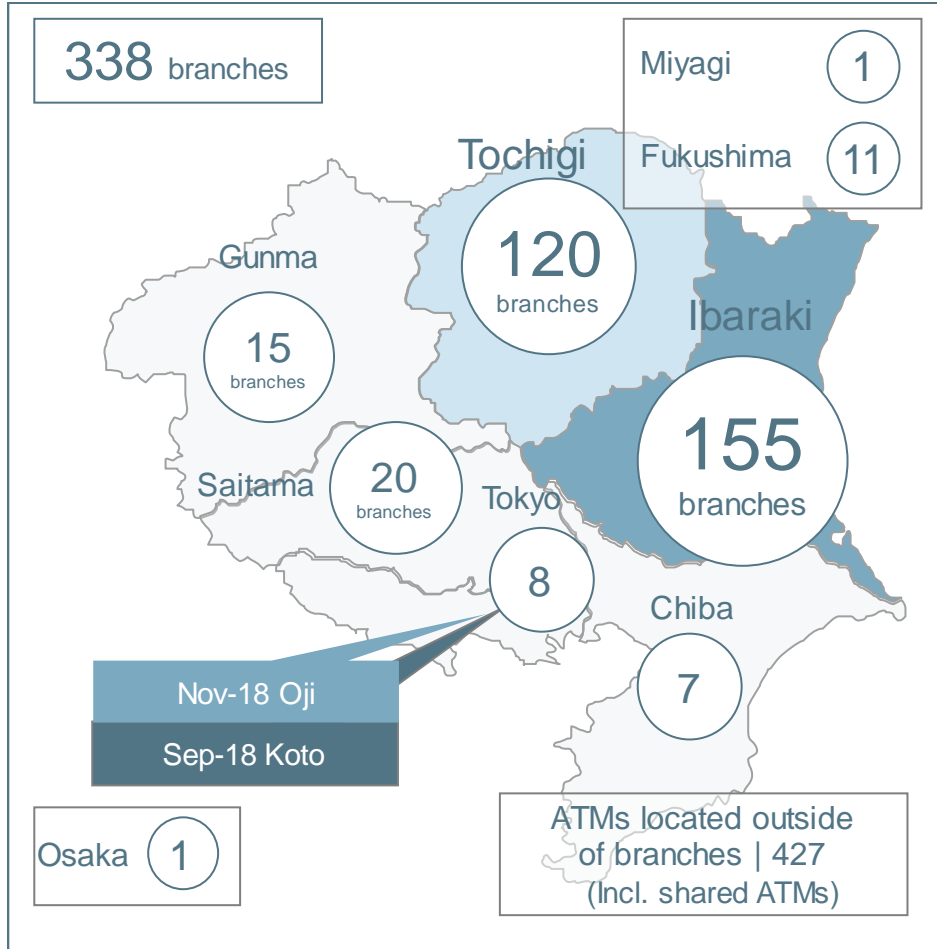 338 branches
Miyagi 1
Fukushima 11
Tochigi
120
branches
Gunma
15
branches
Ibaraki
155
branches
Saitama
20
branches
Tokyo
8
Chiba
7
Nov-18 Oji
Sep-18 Koto
Osaka 1
ATMs located outside
of branches | 427
(Incl. shared ATMs)